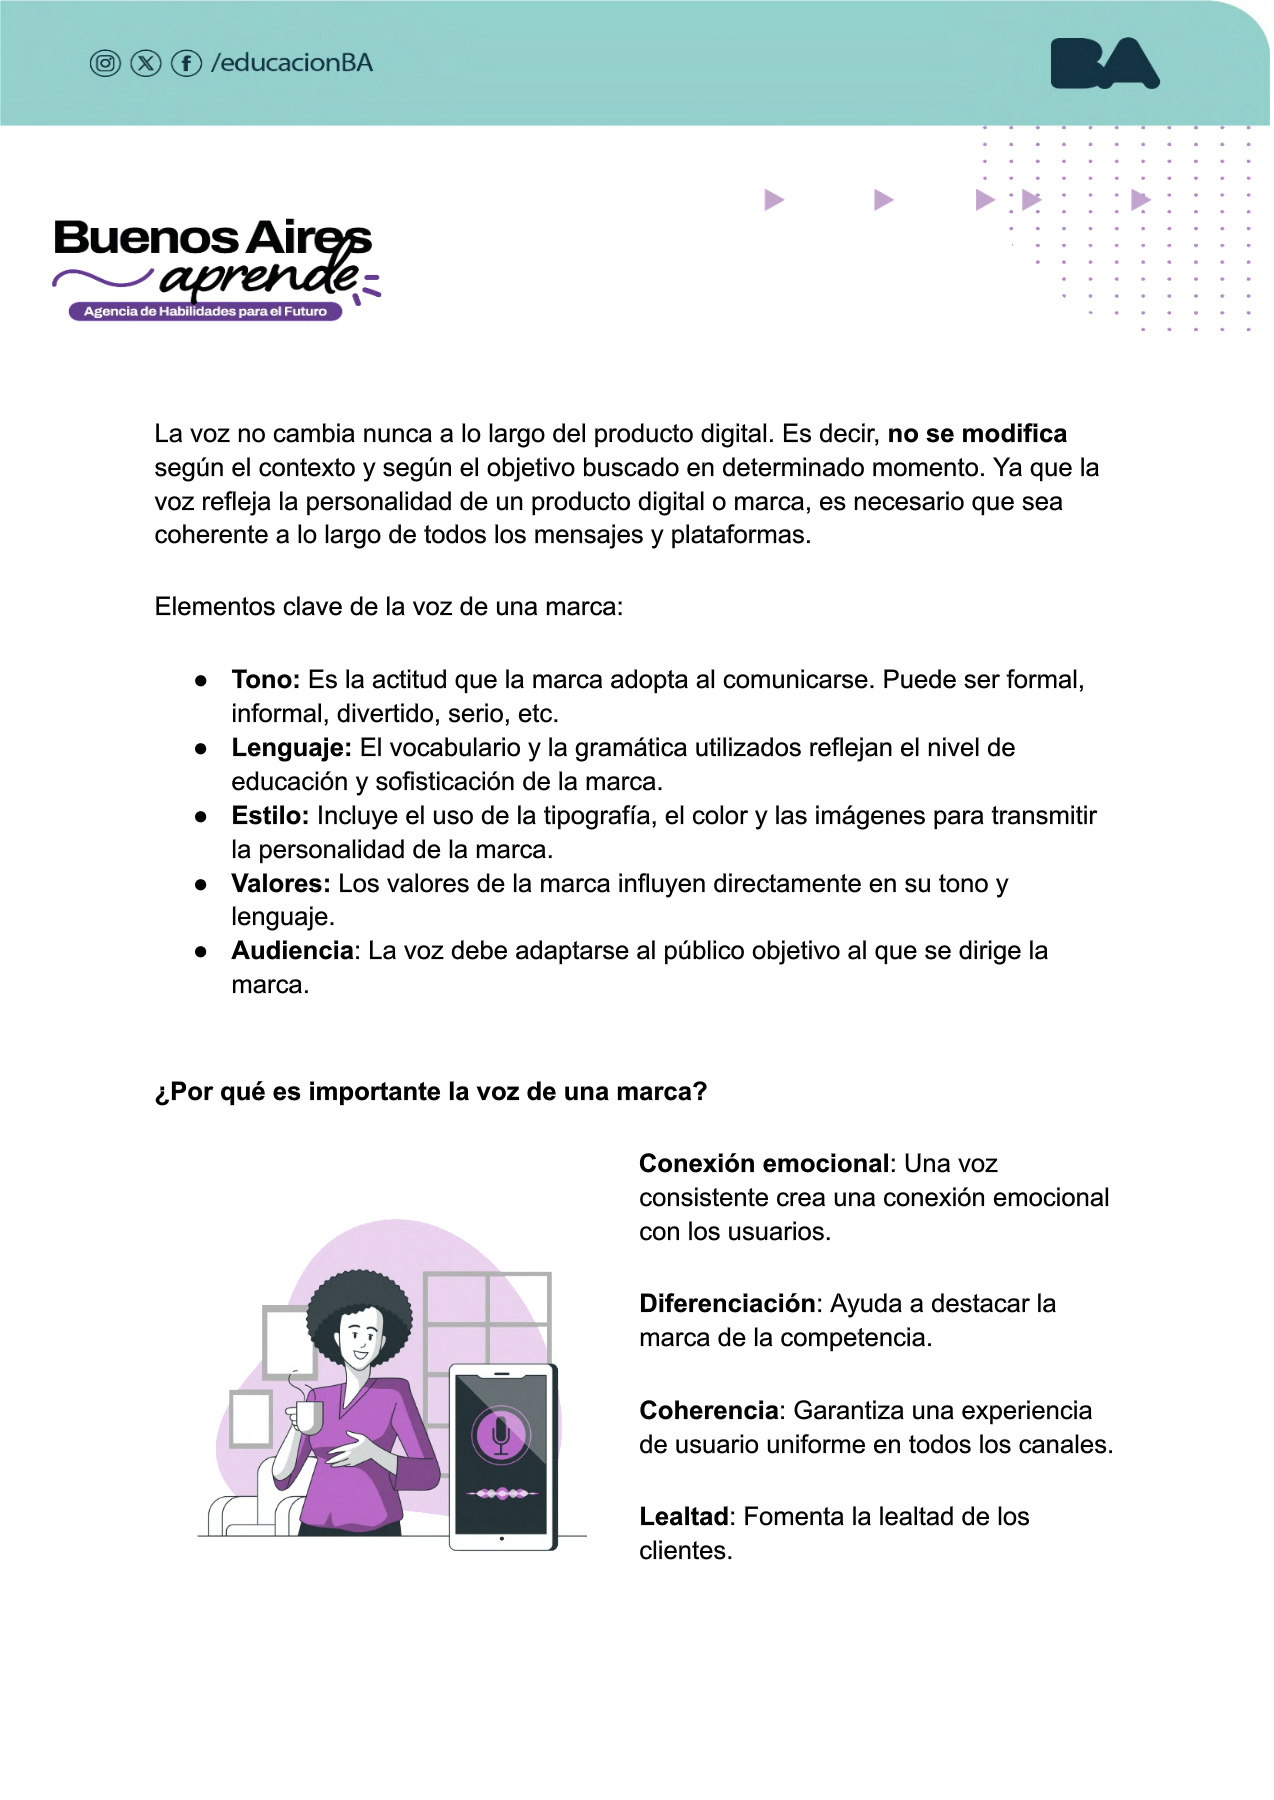 /educacionBA
BA
Buenos Aires
aprende
Agencia de Habilidades para el Futuro
La voz no cambia nunca a lo largo del producto digital. Es decir, no se modifica
según el contexto y según el objetivo buscado en determinado momento. Ya que la
voz refleja la personalidad de un producto digital o marca, es necesario que sea
coherente a lo largo de todos los mensajes y plataformas.
Elementos clave de la voz de una marca:
● Tono: Es la actitud que la marca adopta al comunicarse. Puede ser formal,
informal, divertido, serio, etc.
● Lenguaje: El vocabulario y la gramática utilizados reflejan el nivel de
educación y sofisticación de la marca.
● Estilo: Incluye el uso de la tipografía, el color y las imágenes para transmitir
la personalidad de la marca.
● Valores: Los valores de la marca influyen directamente en su tono y
lenguaje.
● Audiencia: La voz debe adaptarse al público objetivo al que se dirige la
marca.
¿Por qué es importante la voz de una marca?
Conexión emocional: Una voz
consistente crea una conexión emocional
con los usuarios.
Diferenciación: Ayuda a destacar la
marca de la competencia.
Coherencia: Garantiza una experiencia
de usuario uniforme en todos los canales.
Lealtad: Fomenta la lealtad de los
clientes.